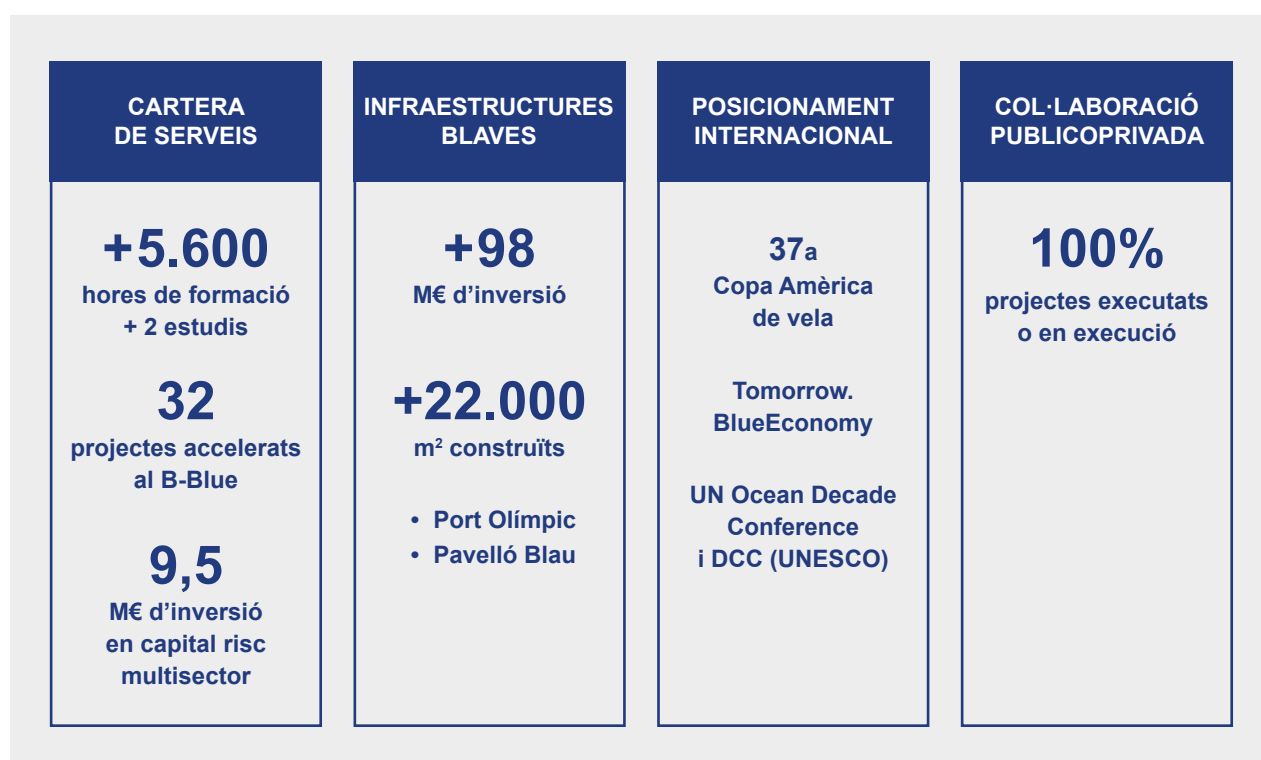 CARTERA
DE SERVEIS
+5.600
hores de formació
+ 2 estudis
32
projectes accelerats
al B-Blue
9,5
M€ d’inversió
en capital risc
multisector
INFRAESTRUCTURES
BLAVES
+98
M€ d’inversió
+22.000
m² construïts
• Port Olímpic
• Pavelló Blau
POSICIONAMENT
INTERNACIONAL
37a
Copa Amèrica
de vela
Tomorrow.
BlueEconomy
UN Ocean Decade
Conference
i DCC (UNESCO)
COL·LABORACIÓ
PUBLICOPRIVADA
100%
projectes executats
o en execució